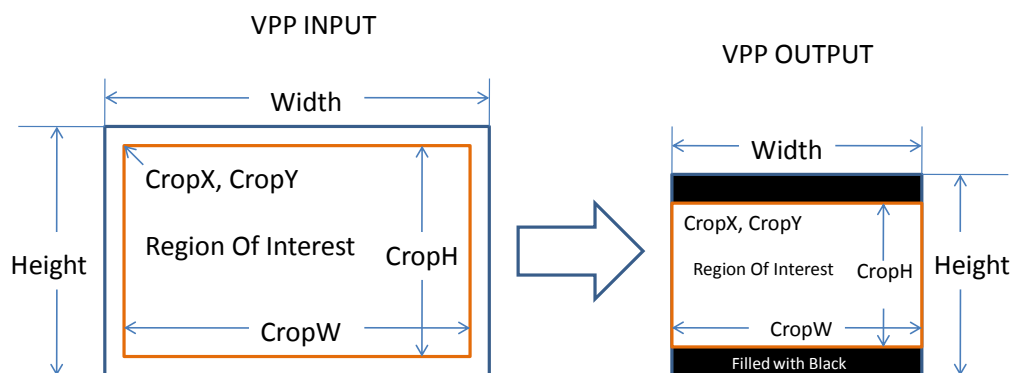 VPP INPUT
Width
Height
CropX, CropY
Region Of Interest
CropH
CropW
VPP OUTPUT
Width
CropX, CropY
Region Of Interest
CropH
Height
CropW
Filled with Black